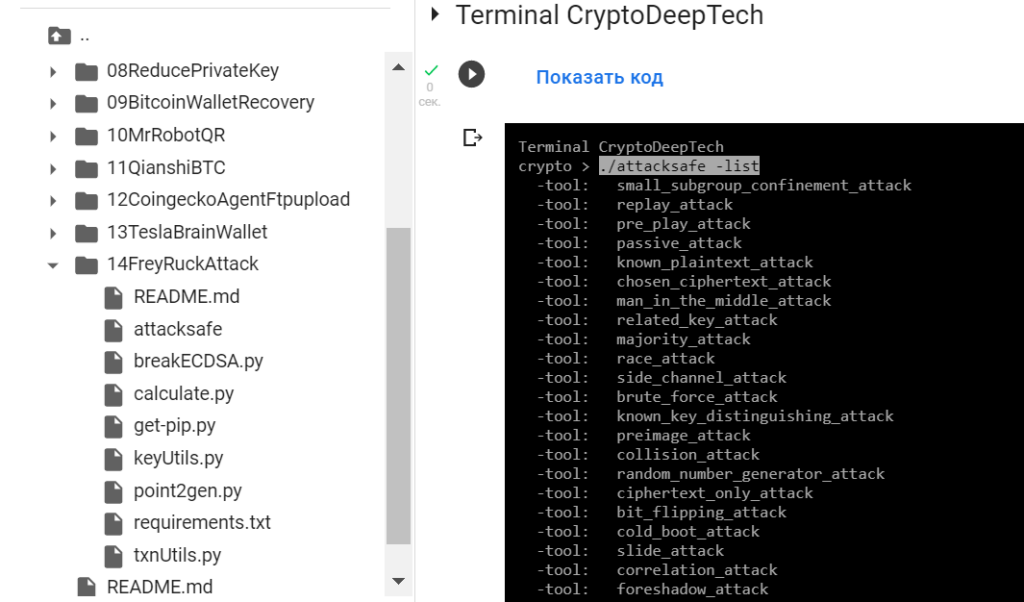 ..
08ReducePrivateKey
09BitcoinWalletRecovery
10MrRobotQR
11QianshiBTC
12CoingeckoAgentFtpupload
13TeslaBrainWallet
14FreyRuckAttack
README.md
attacksafe
breakECDSA.py
calculate.py
get-pip.py
keyUtils.py
point2gen.py
requirements.txt
txnUtils.py
README.md
Terminal CryptoDeepTech
0
сек.
Показать код
Terminal CryptoDeepTech
crypto > ./attacksafe -list
-tool: small_subgroup_confinement_attack
-tool: replay_attack
-tool: pre_play_attack
-tool: passive_attack
-tool: known_plaintext_attack
-tool: chosen_ciphertext_attack
-tool: man_in_the_middle_attack
-tool: related_key_attack
-tool: majority_attack
-tool: race_attack
-tool: side_channel_attack
-tool: brute_force_attack
-tool: known_key_distinguishing_attack
-tool: preimage_attack
-tool: collision_attack
-tool: random_number_generator_attack
-tool: ciphertext_only_attack
-tool: bit_flipping_attack
-tool: cold_boot_attack
-tool: slide_attack
-tool: correlation_attack
-tool: foreshadow_attack